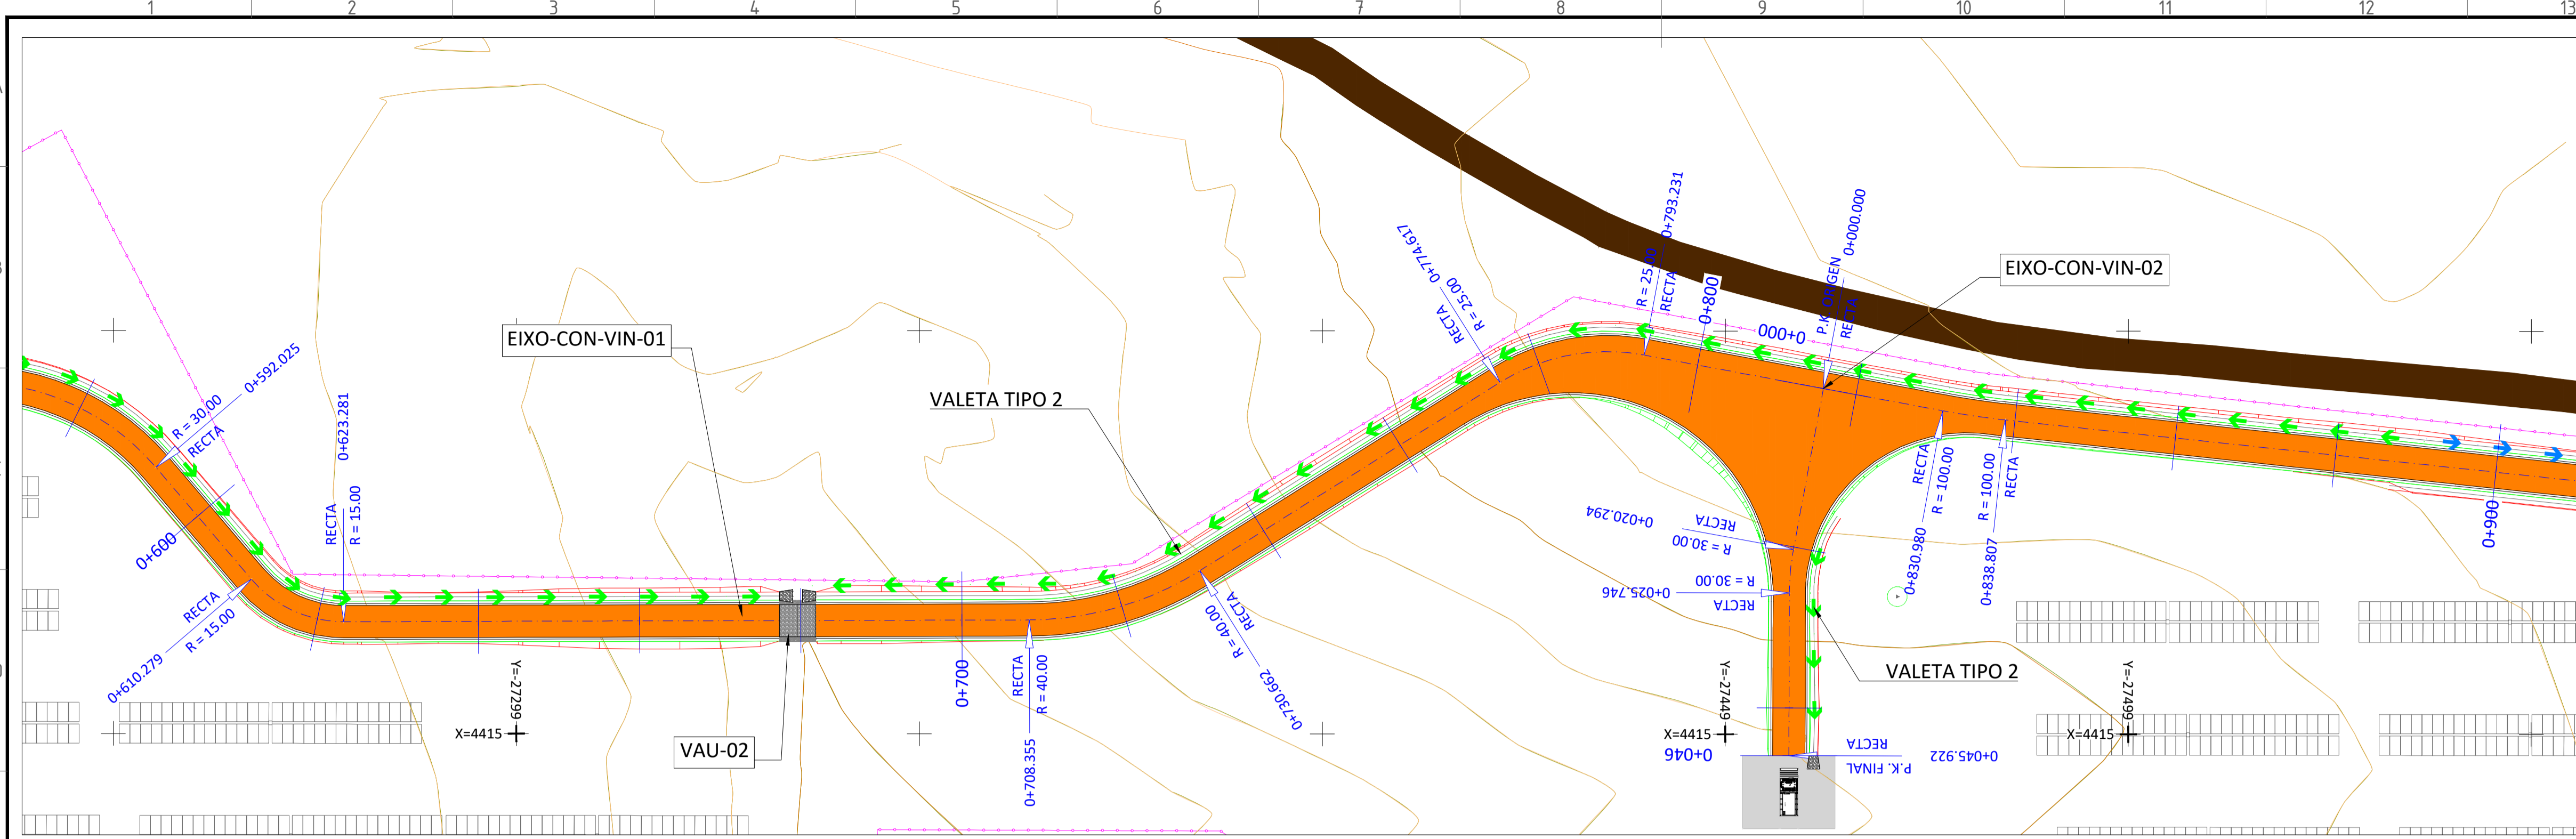 1 2 3 4 5 6 7 8 9 10 11 12 13
0+592.025
R = 30.00
RECTA
0+600
0+623.281
RECTA
R = 15.00
RECTA
R = 15.00
0+610.279
EIXO-CON-VIN-01
VALETA TIPO 2
VAU-02
0+700
RECTA
R = 40.00
0+708.355
RECTA
R = 40.00
0+730.662
0+774.617
R = 25.00
RECTA
0+793.231
R = 25.00
RECTA
0+800
0+000
P.K. ORIGEN
0+000.000
RECTA
EIXO-CON-VIN-02
0+020.294
RECTA
R = 30.00
R = 30.00
0+025.746
RECTA
0+830.980
RECTA
R = 100.00
0+838.807
R = 100.00
RECTA
0+900
VALETA TIPO 2
0+046
RECTA
P.K. FINAL
0+045.922
Y=-27299
X=4415
Y=-27449
X=4415
Y=-27499
X=4415